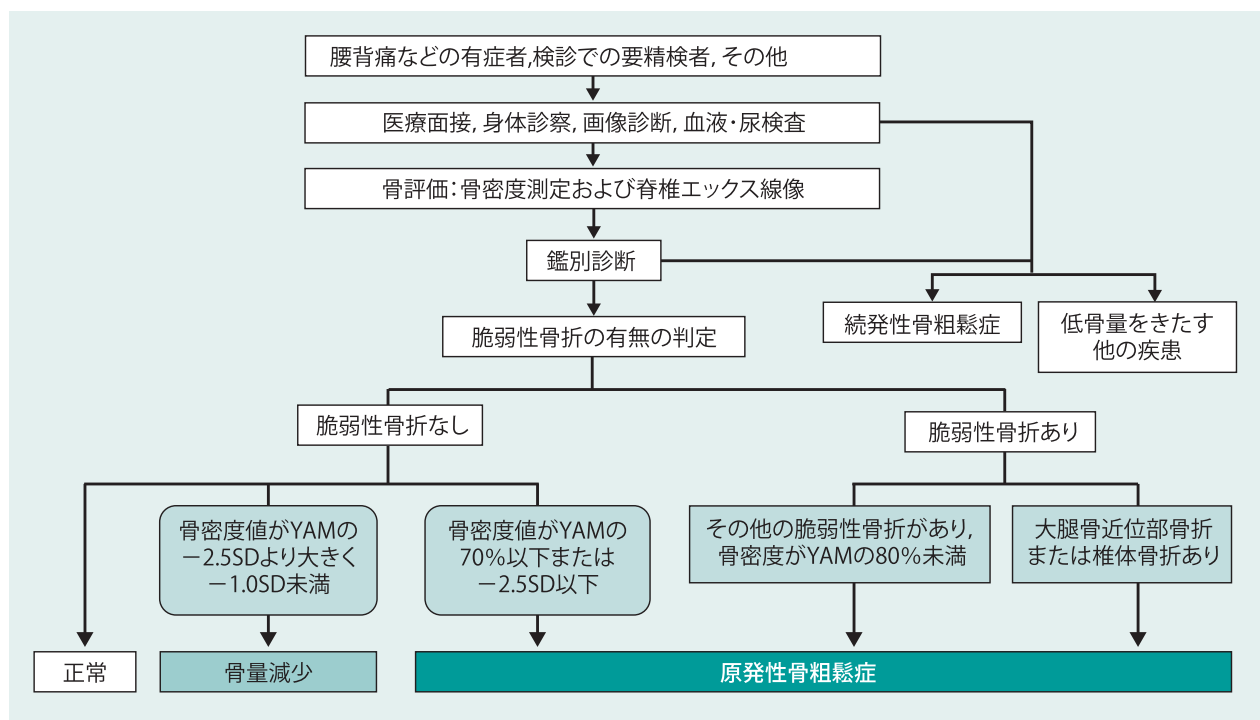 腰背痛などの有症者,検診での要精検者, その他
医療面接, 身体診察, 画像診断, 血液・尿検査
骨評価：骨密度測定および脊椎エックス線像
鑑別診断
続発性骨粗鬆症
低骨量をきたす
他の疾患
脆弱性骨折の有無の判定
脆弱性骨折なし
脆弱性骨折あり
骨密度値がYAMの
－2.5SDより大きく
－1.0SD未満
骨密度値がYAMの
70%以下または
－2.5SD以下
その他の脆弱性骨折があり,
骨密度がYAMの80%未満
大腿骨近位部骨折
または椎体骨折あり
正常
骨量減少
原発性骨粗鬆症